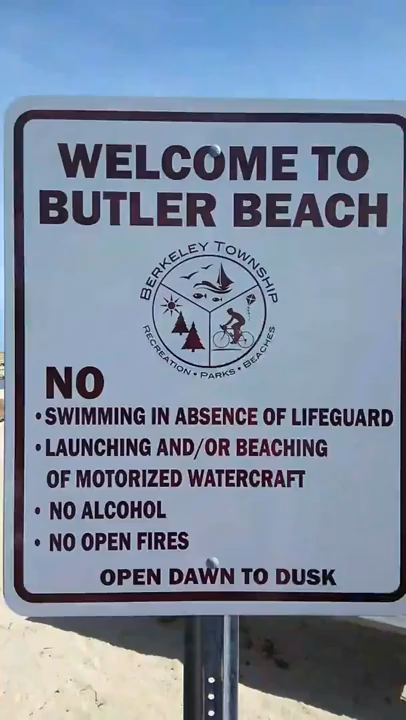 WELCOME TO
BUTLER BEACH
BERKELEY TOWNSHIP
RECREATION • PARKS • BEACHES
NO
• SWIMMING IN ABSENCE OF LIFEGUARD
• LAUNCHING AND/OR BEACHING
OF MOTORIZED WATERCRAFT
• NO ALCOHOL
• NO OPEN FIRES
OPEN DAWN TO DUSK